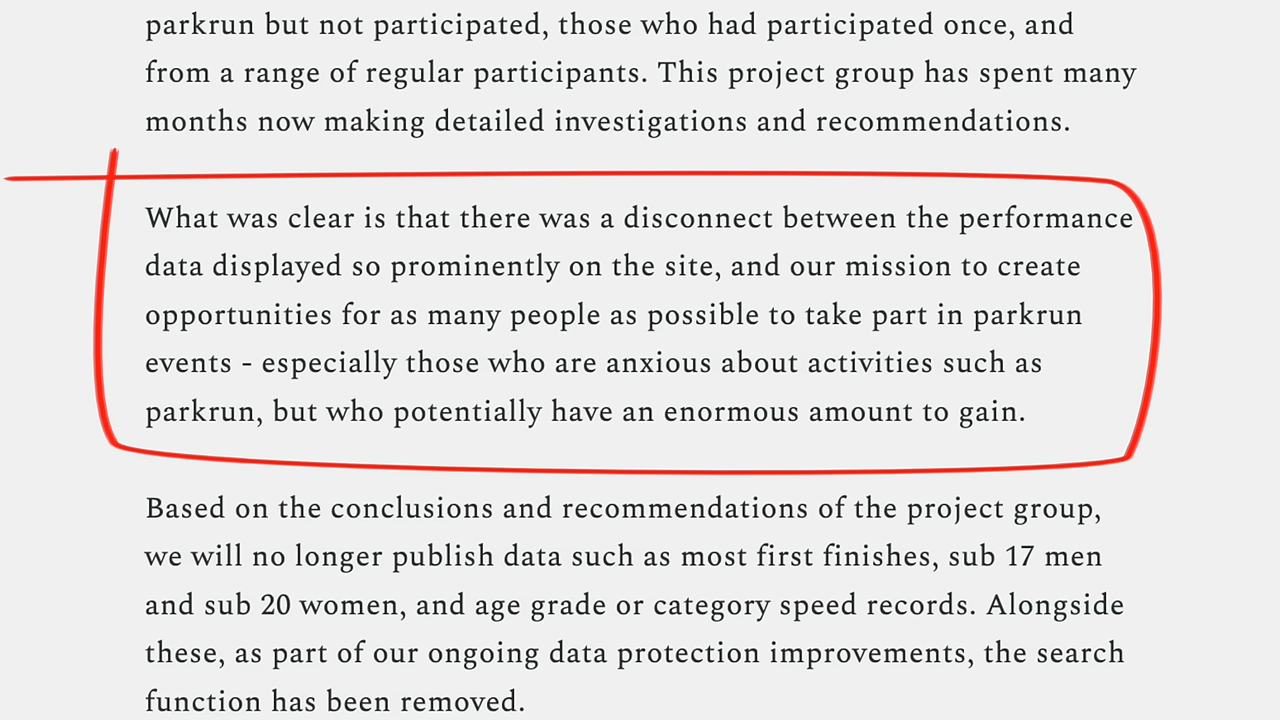 parkrun but not participated, those who had participated once, and
from a range of regular participants. This project group has spent many
months now making detailed investigations and recommendations.
What was clear is that there was a disconnect between the performance
data displayed so prominently on the site, and our mission to create
opportunities for as many people as possible to take part in parkrun
events - especially those who are anxious about activities such as
parkrun, but who potentially have an enormous amount to gain.
Based on the conclusions and recommendations of the project group,
we will no longer publish data such as most first finishes, sub 17 men
and sub 20 women, and age grade or category speed records. Alongside
these, as part of our ongoing data protection improvements, the search
function has been removed.